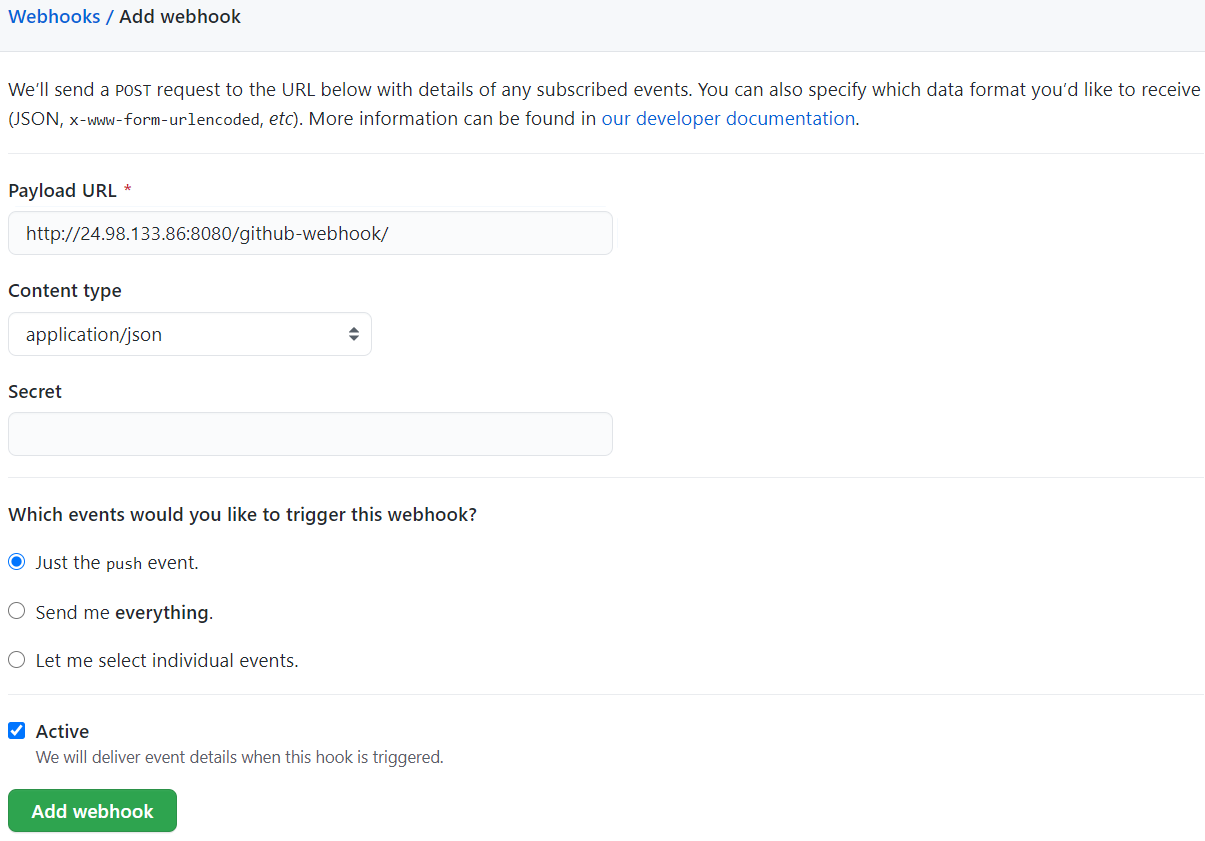 Webhooks / Add webhook
We’ll send a POST request to the URL below with details of any subscribed events. You can also specify which data format you’d like to receive
(JSON, x-www-form-urlencoded, etc). More information can be found in our developer documentation.
Payload URL *
http://24.98.133.86:8080/github-webhook/
Content type
application/json
Secret
Which events would you like to trigger this webhook?
Just the push event.
Send me everything.
Let me select individual events.
Active
We will deliver event details when this hook is triggered.
Add webhook